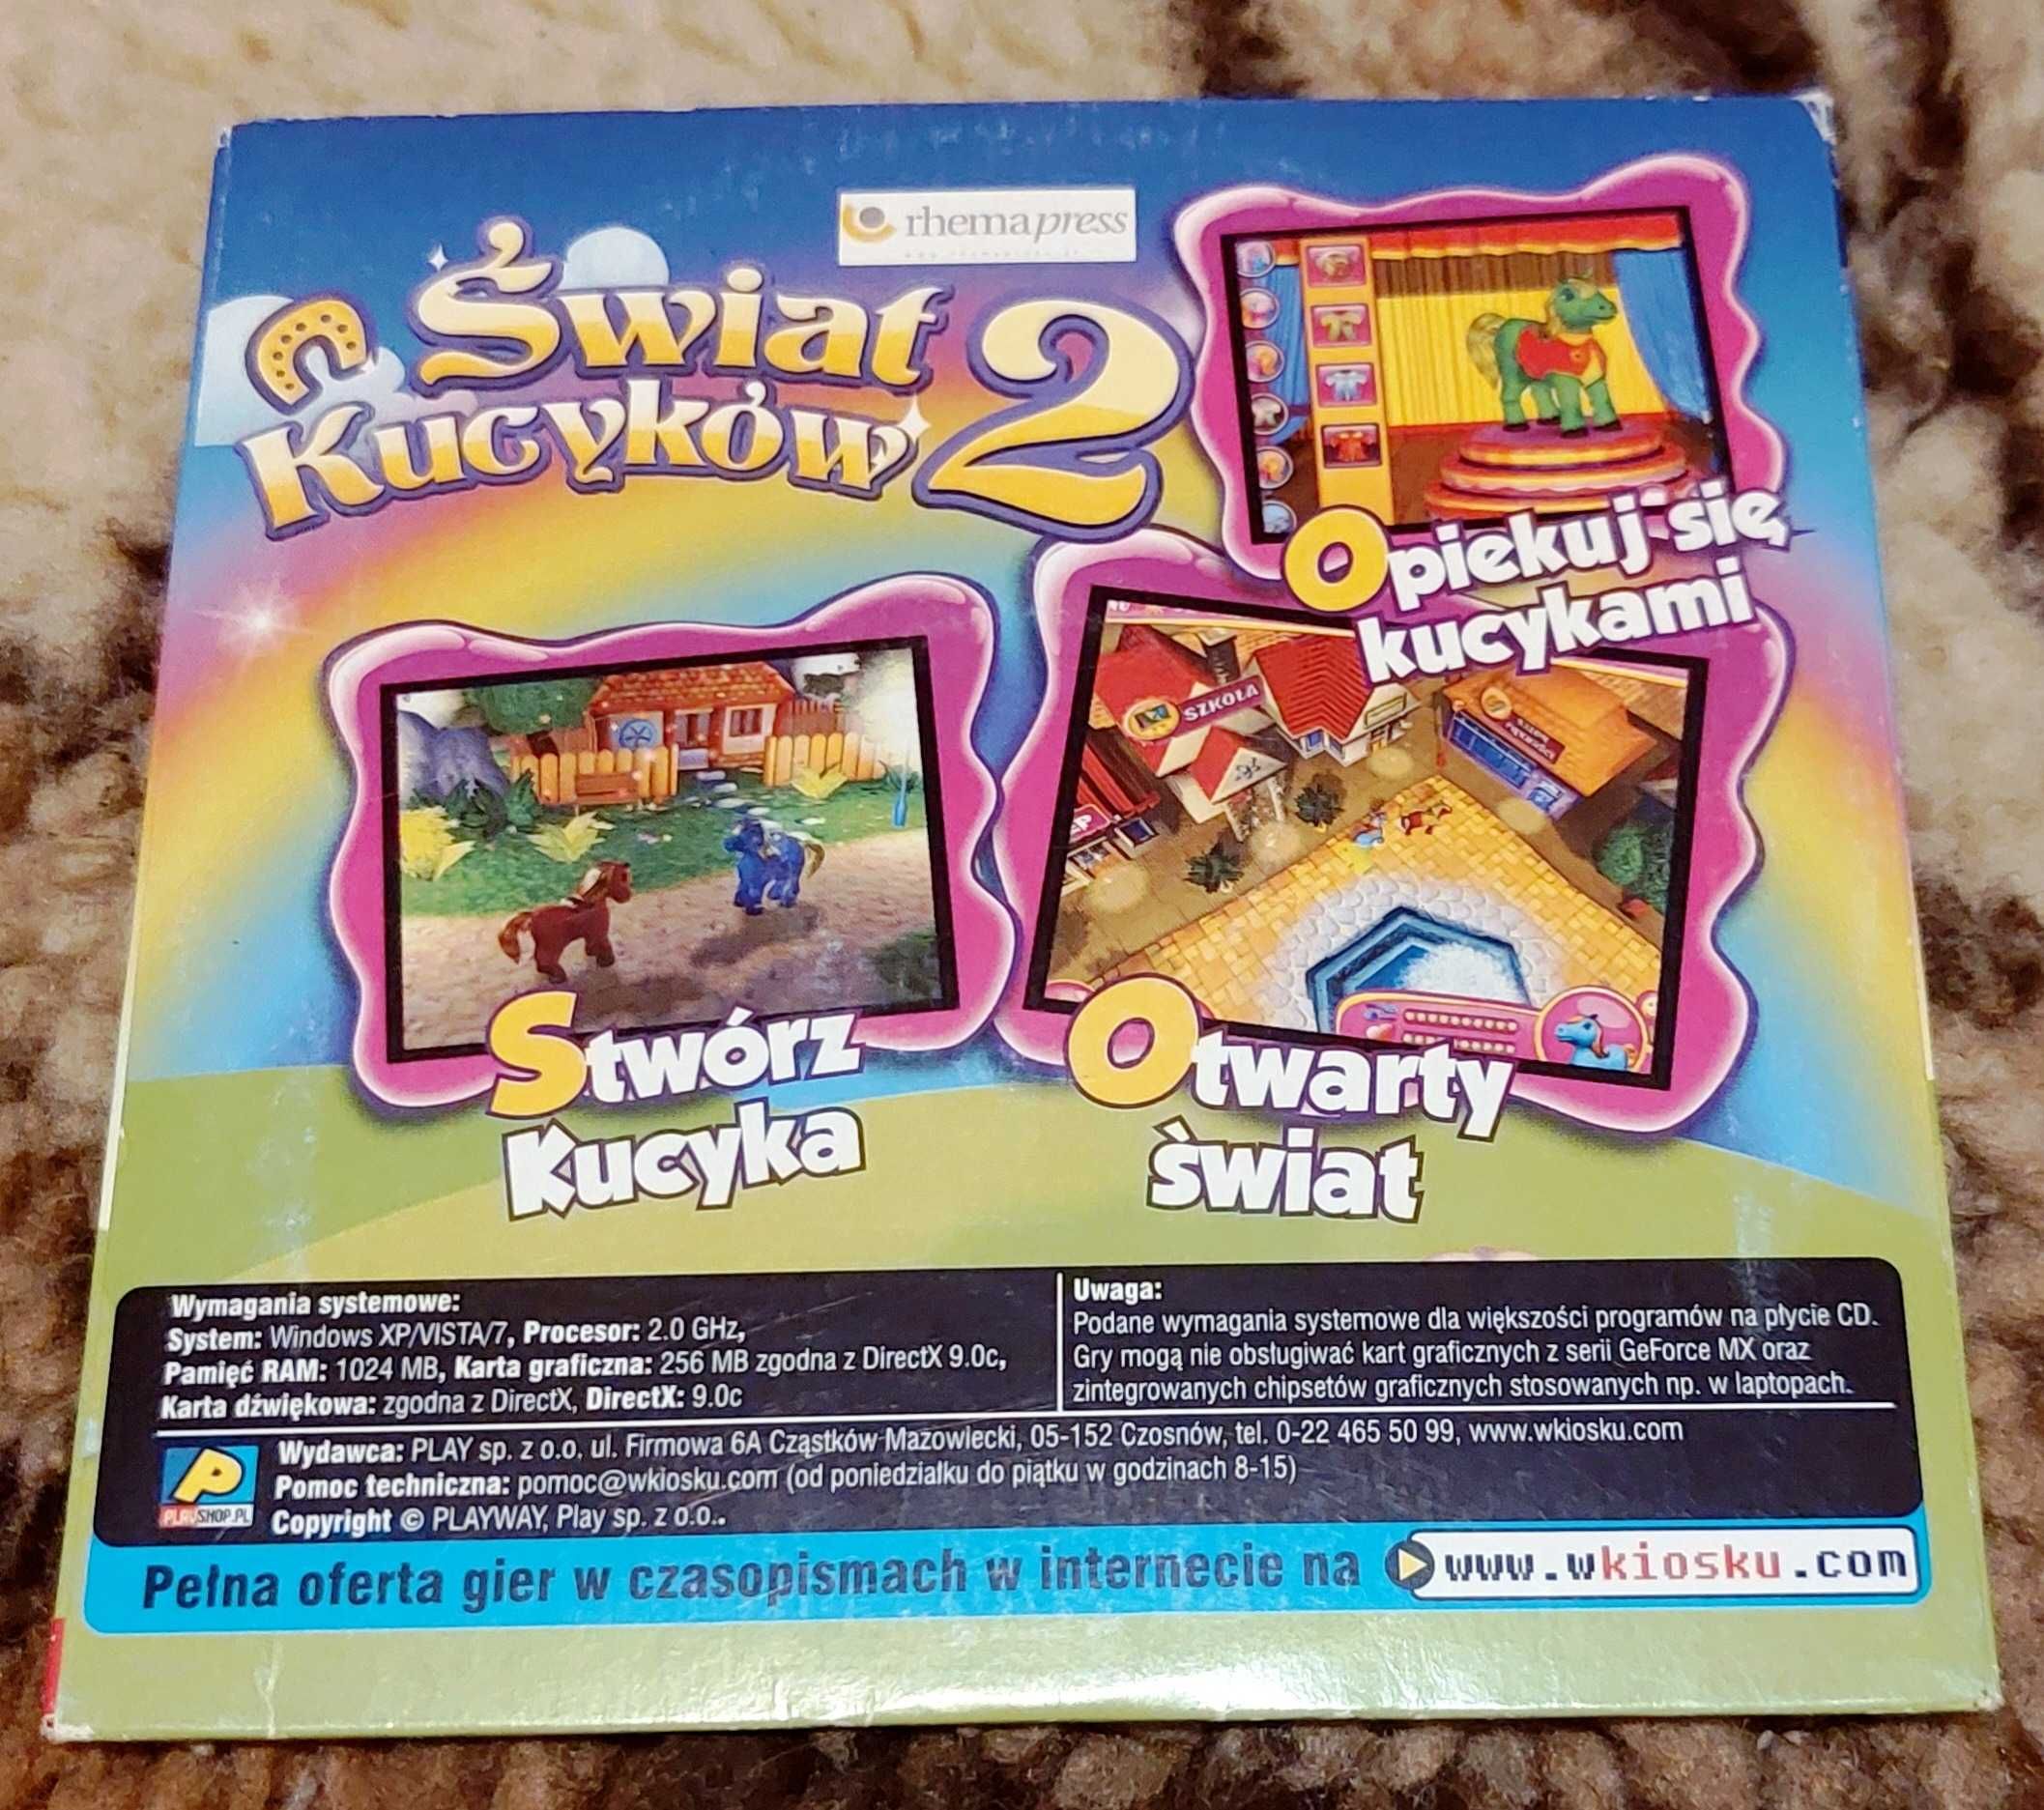 rhemapress
Świat
Kucyków 2
Opiekuj się
kucykami
SZKOŁA
Stwórz
Kucyka
Otwarty
świat
Wymagania systemowe:
System: Windows XP/VISTA/7, Procesor: 2.0 GHz,
Pamięć RAM: 1024 MB, Karta graficzna: 256 MB zgodna z DirectX 9.0c,
Karta dźwiękowa: zgodna z DirectX, DirectX: 9.0c
Uwaga:
Podane wymagania systemowe dla większości programów na płycie CD.
Gry mogą nie obsługiwać kart graficznych z serii GeForce MX oraz
zintegrowanych chipsetów graficznych stosowanych np. w laptopach.
Wydawca: PLAY sp. z o.o. ul. Firmowa 6A Cząstków Mazowiecki, 05-152 Czosnów, tel. 0-22 465 50 99, www.wkiosku.com
Pomoc techniczna: pomoc@wkiosku.com (od poniedziałku do piątku w godzinach 8-15)
Copyright © PLAYWAY, Play sp. z o.o..
P
PLAYSHOP.PL
Pełna oferta gier w czasopismach w internecie na www.wkiosku.com